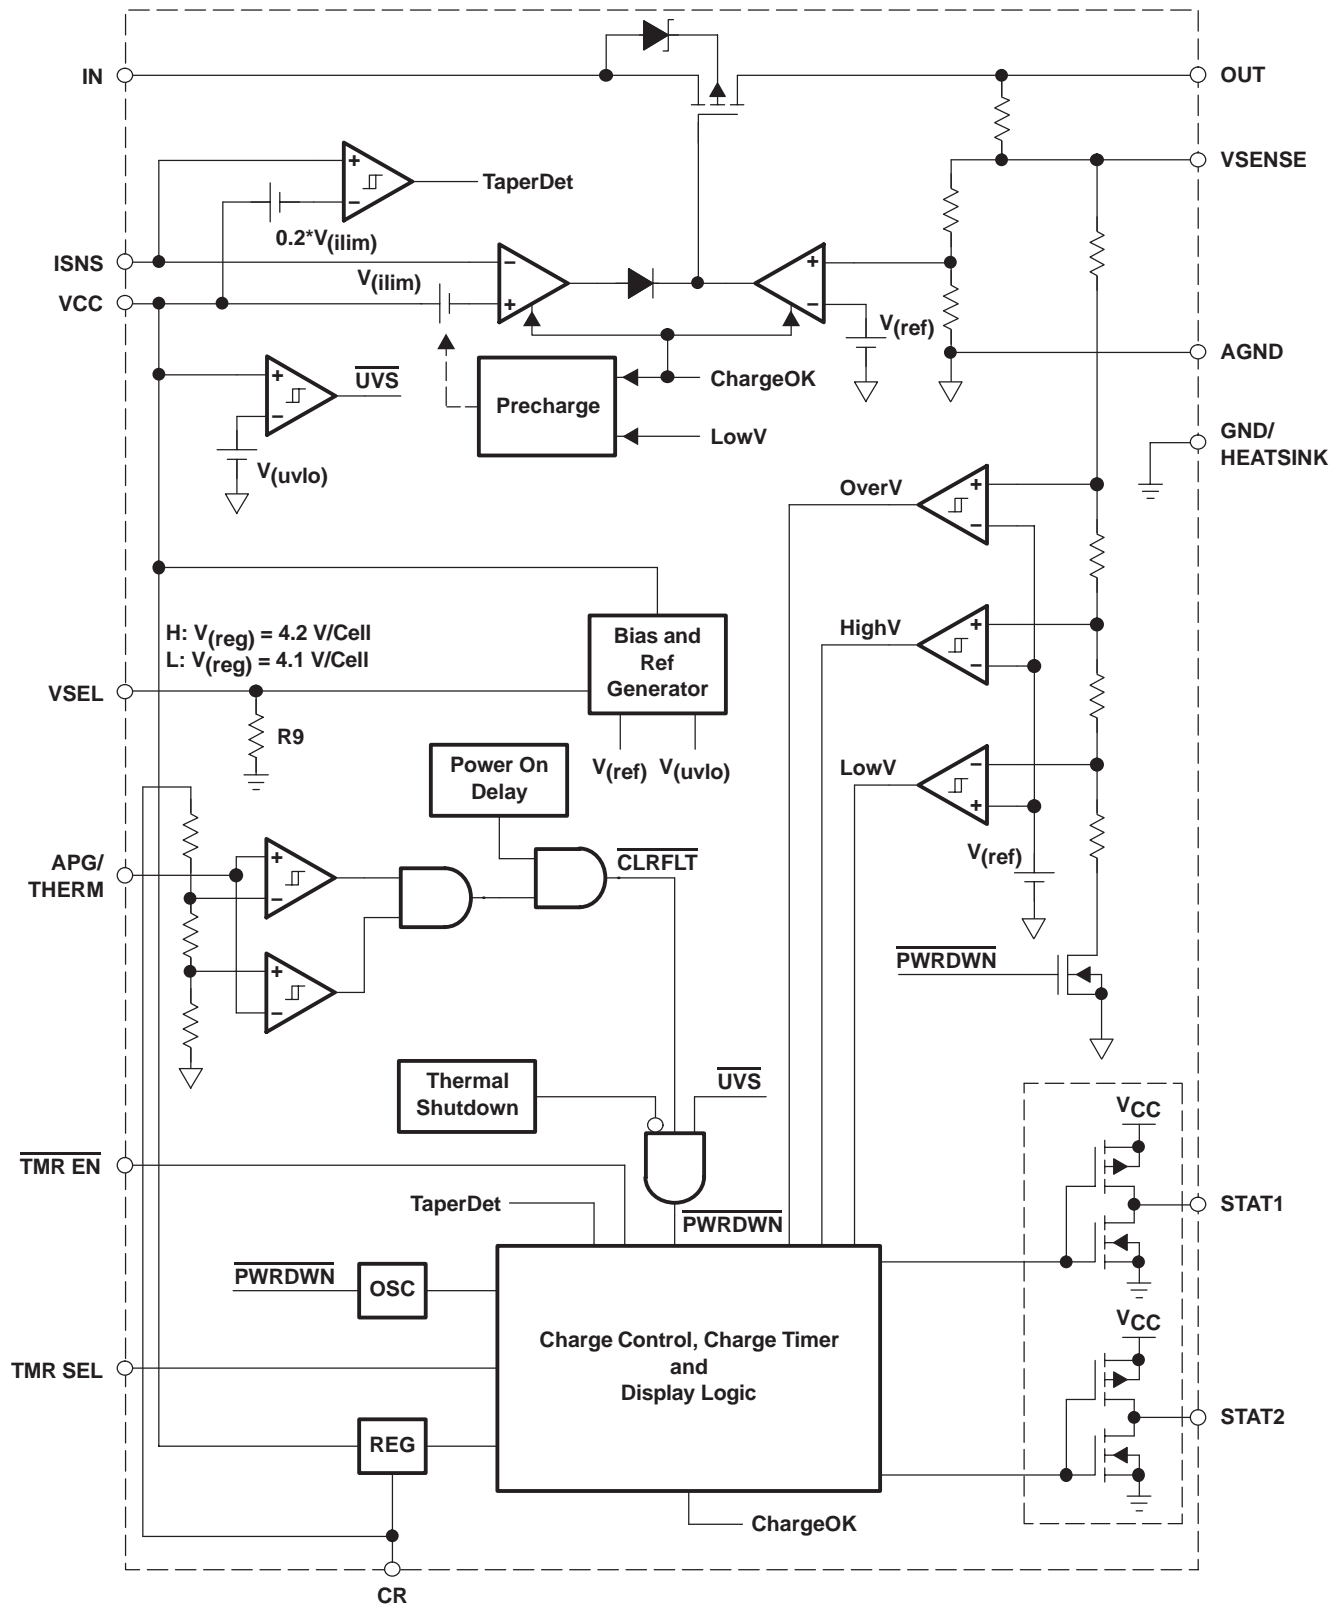 IN
OUT
+
−
TaperDet
VSENSE
0.2*V(ilim)
ISNS
V(ilim)
−
+
+
−
VCC
V(ref)
AGND
+
−
UVS
ChargeOK
Precharge
LowV
V(uvlo)
GND/
HEATSINK
OverV
+
−
H: V(reg) = 4.2 V/Cell
L: V(reg) = 4.1 V/Cell
Bias and
Ref
Generator
HighV
+
−
VSEL
R9
V(ref)
V(uvlo)
Power On
Delay
LowV
−
+
V(ref)
APG/
THERM
+
−
CLRFLT
+
−
PWRDWN
Thermal
Shutdown
UVS
VCC
TMR EN
TaperDet
PWRDWN
STAT1
PWRDWN
OSC
VCC
Charge Control, Charge Timer
and
Display Logic
TMR SEL
STAT2
REG
ChargeOK
CR